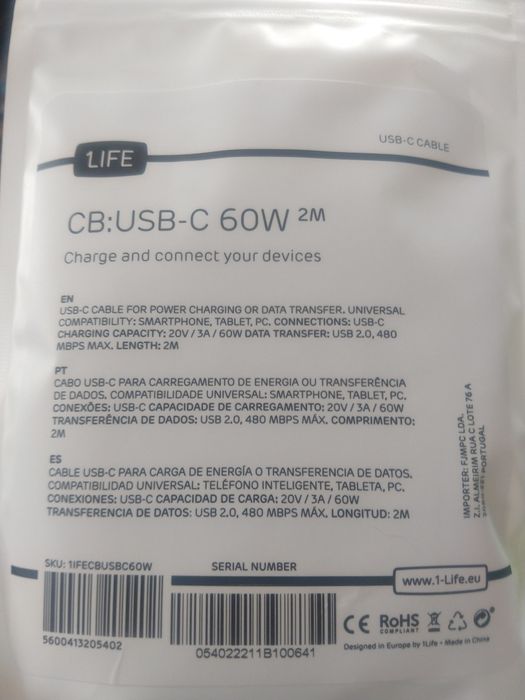 USB-C CABLE
1LIFE
CB:USB-C 60W 2M
Charge and connect your devices
EN
USB-C CABLE FOR POWER CHARGING OR DATA TRANSFER. UNIVERSAL
COMPATIBILITY: SMARTPHONE, TABLET, PC. CONNECTIONS: USB-C
CHARGING CAPACITY: 20V / 3A / 60W DATA TRANSFER: USB 2.0, 480
MBPS MAX. LENGTH: 2M
PT
CABO USB-C PARA CARREGAMENTO DE ENERGIA OU TRANSFERÊNCIA
DE DADOS. COMPATIBILIDADE UNIVERSAL: SMARTPHONE, TABLET, PC.
CONEXÕES: USB-C CAPACIDADE DE CARREGAMENTO: 20V / 3A / 60W
TRANSFERÊNCIA DE DADOS: USB 2.0, 480 MBPS MÁX. COMPRIMENTO:
2M
ES
CABLE USB-C PARA CARGA DE ENERGÍA O TRANSFERENCIA DE DATOS.
COMPATIBILIDAD UNIVERSAL: TELÉFONO INTELIGENTE, TABLETA, PC.
CONEXIONES: USB-C CAPACIDAD DE CARGA: 20V / 3A / 60W
TRANSFERENCIA DE DATOS: USB 2.0, 480 MBPS MÁX. LONGITUD: 2M
IMPORTER: FJMPC LDA.
Z.I. ALMEIRIM RUA C LOTE 76 A
PORTUGAL
SKU: 1IFECBUSBC60W
5600413205402
SERIAL NUMBER
054022211B100641
www.1-Life.eu
CE RoHS
COMPLIANT
Designed in Europe by 1Life - Made in China